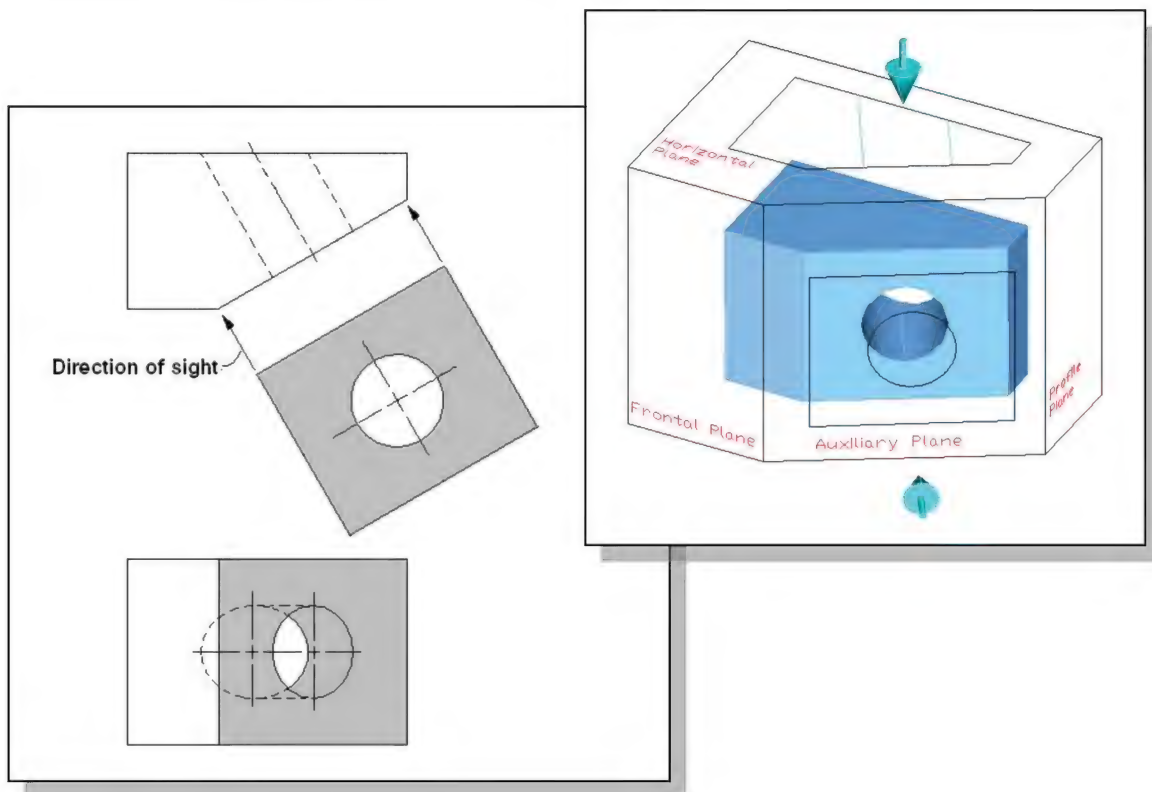 Horizontal
Plane
Direction of sight
Frontal Plane
Auxiliary Plane
Profile
Plane